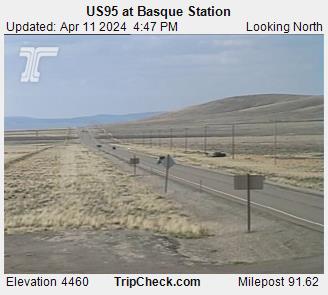 US95 at Basque Station
Updated: Apr 11 2024 4:47 PM Looking North
Elevation 4460 TripCheck.com Milepost 91.62